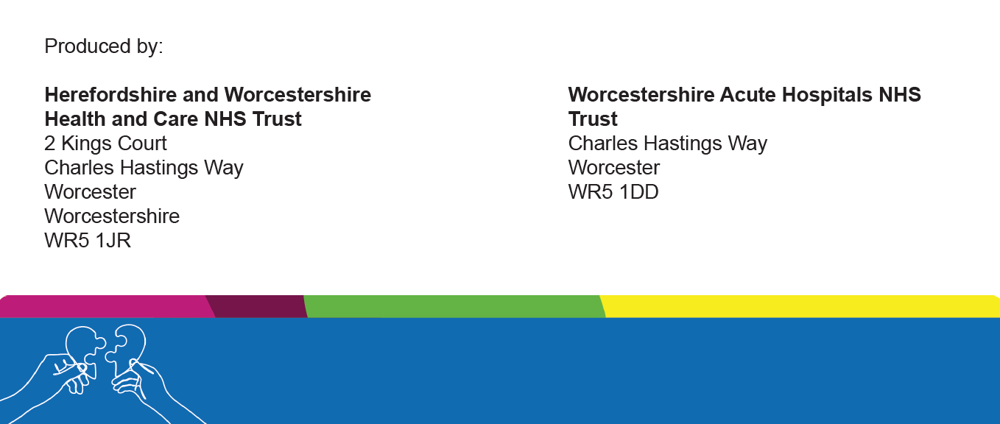 Produced by:
Herefordshire and Worcestershire
Health and Care NHS Trust
2 Kings Court
Charles Hastings Way
Worcester
Worcestershire
WR5 1JR
Worcestershire Acute Hospitals NHS
Trust
Charles Hastings Way
Worcester
WR5 1DD